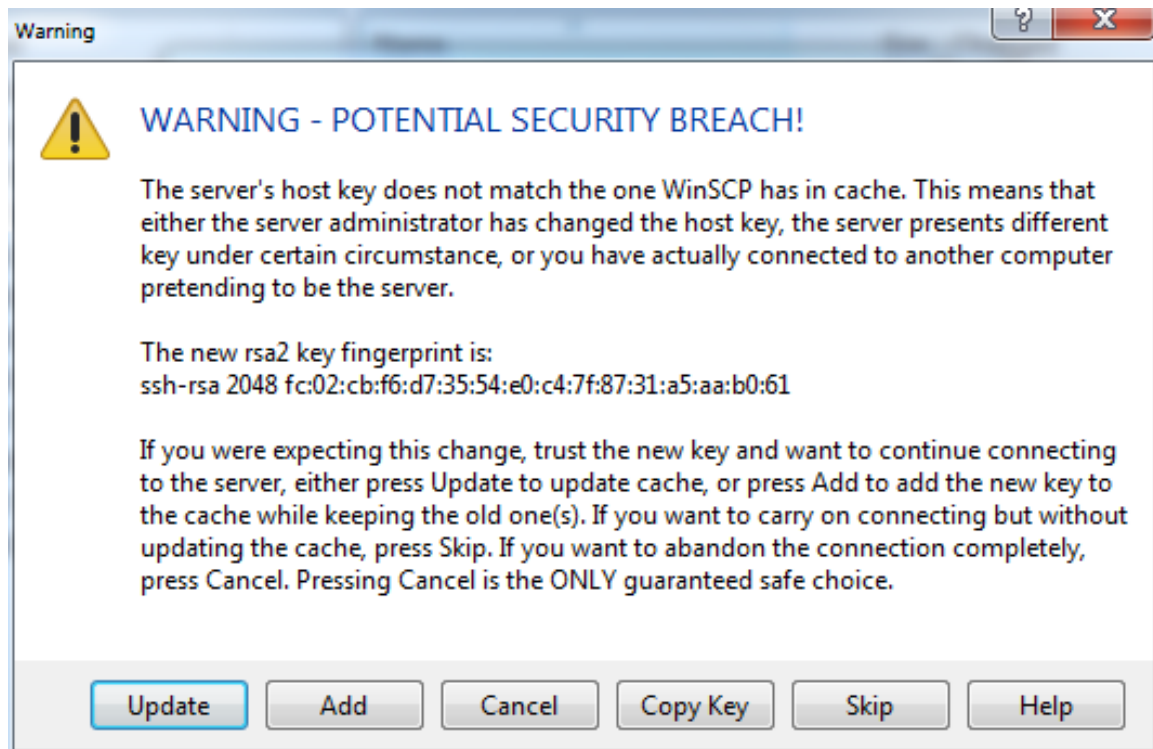 Warning
WARNING - POTENTIAL SECURITY BREACH!
The server's host key does not match the one WinSCP has in cache. This means that
either the server administrator has changed the host key, the server presents different
key under certain circumstance, or you have actually connected to another computer
pretending to be the server.
The new rsa2 key fingerprint is:
ssh-rsa 2048 fc:02:cb:f6:d7:35:54:e0:c4:7f:87:31:a5:aa:b0:61
If you were expecting this change, trust the new key and want to continue connecting
to the server, either press Update to update cache, or press Add to add the new key to
the cache while keeping the old one(s). If you want to carry on connecting but without
updating the cache, press Skip. If you want to abandon the connection completely,
press Cancel. Pressing Cancel is the ONLY guaranteed safe choice.
Update Add Cancel Copy Key Skip Help